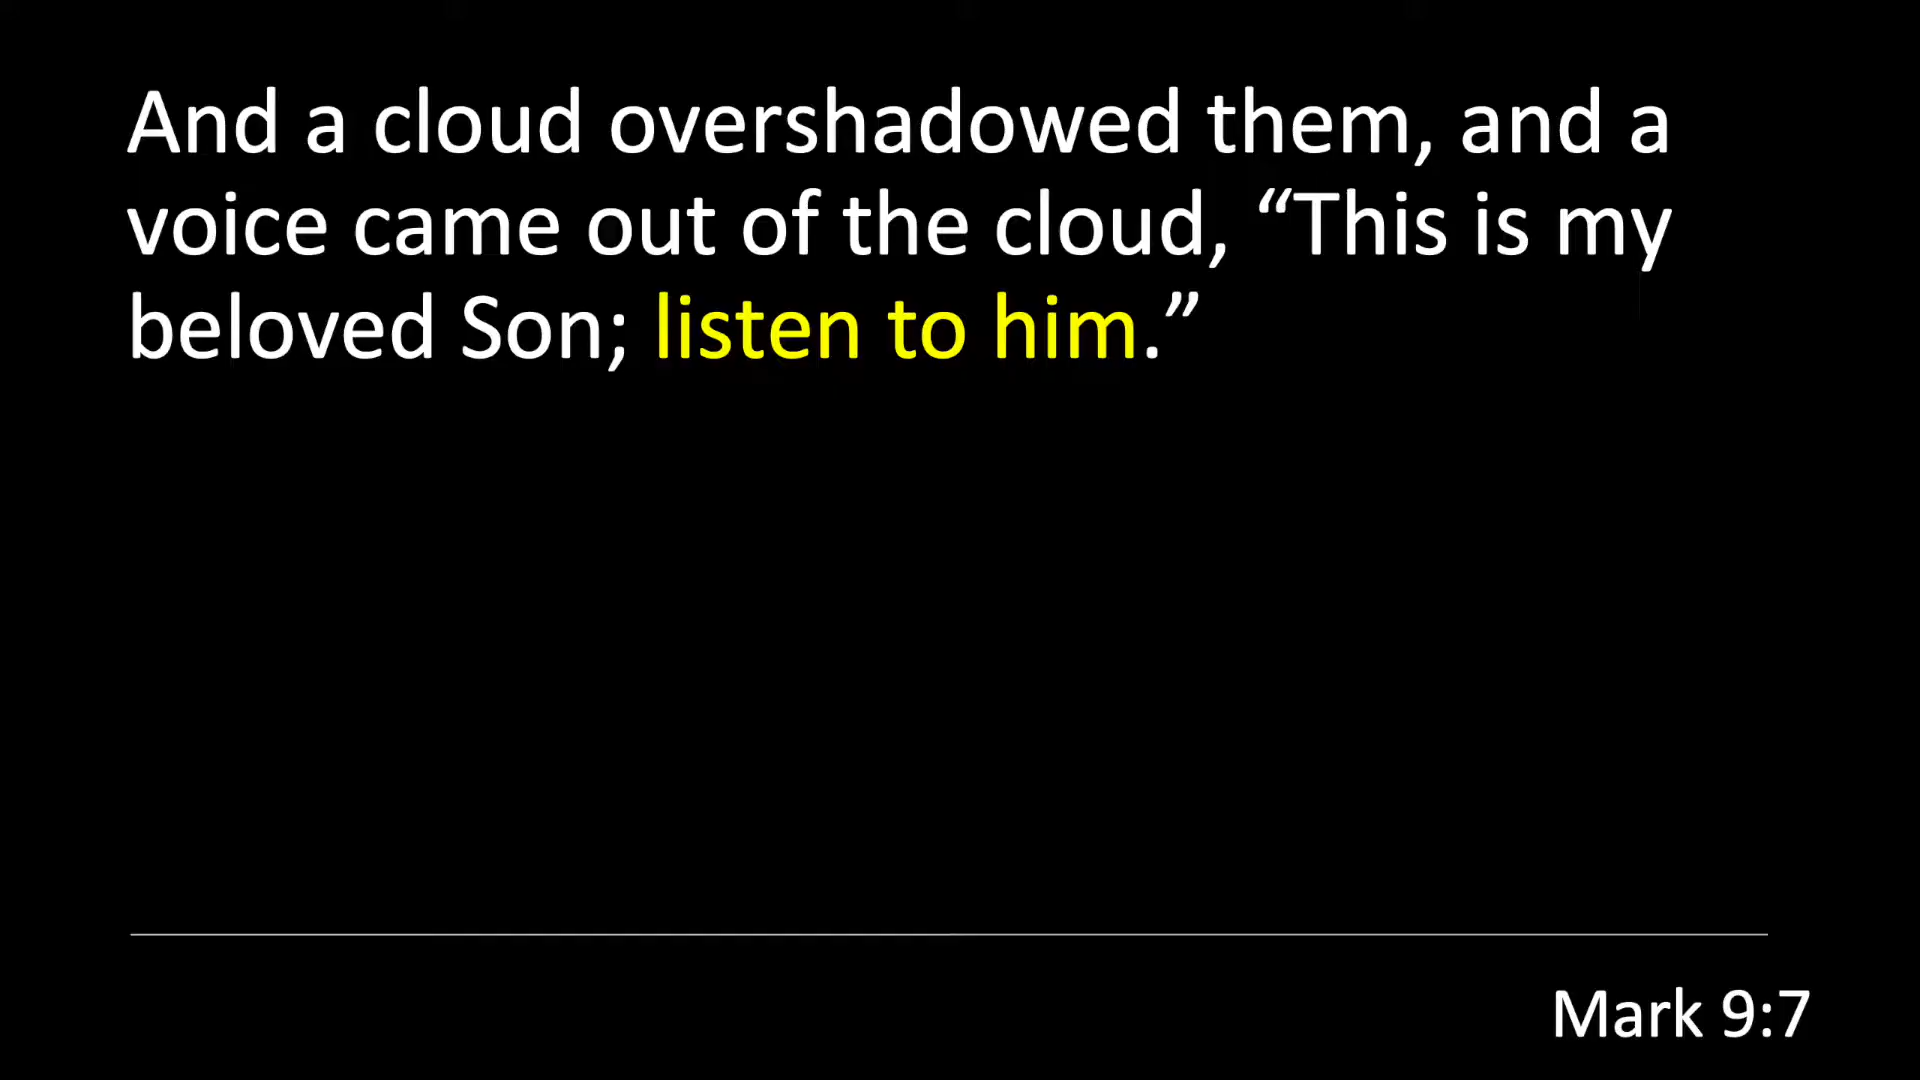 And a cloud overshadowed them, and a
voice came out of the cloud, “This is my
beloved Son; listen to him.”
Mark 9:7